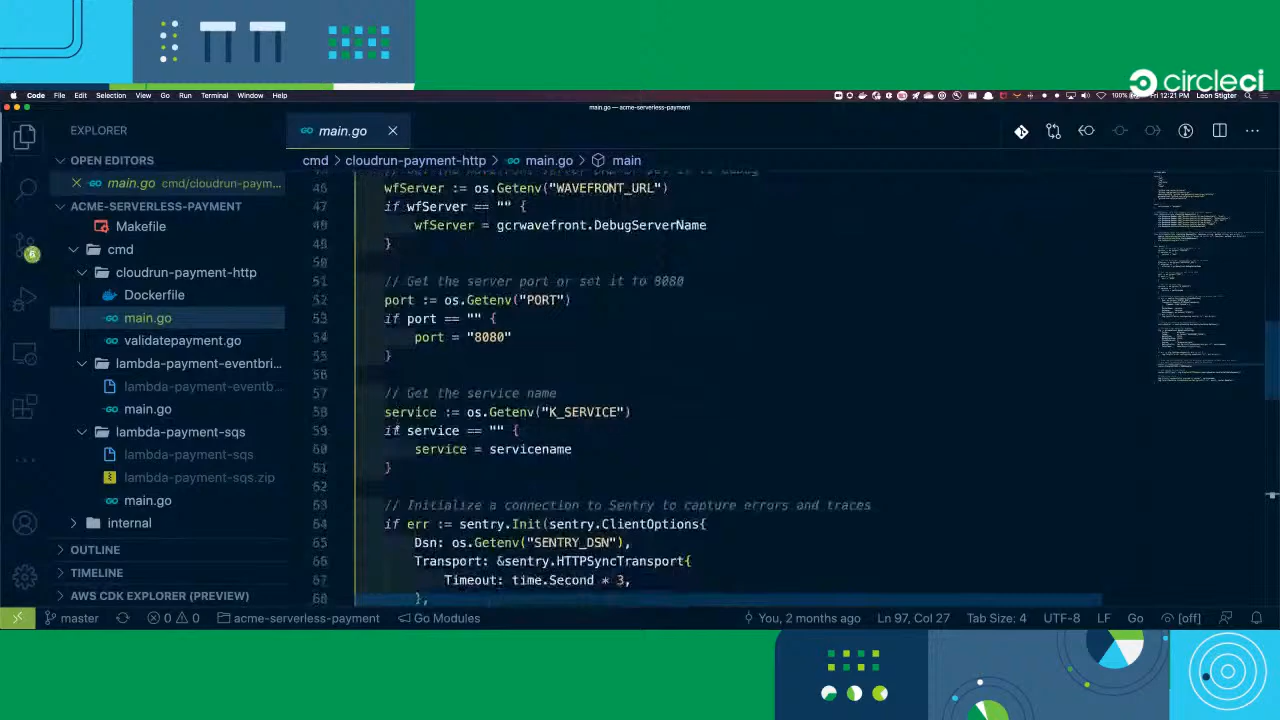 circleci
Code File Edit Selection View Go Run Terminal Window Help
100% Fri 12:21 PM Leon Stigter
main.go — acme-serverless-payment
EXPLORER
main.go
OPEN EDITORS
cmd > cloudrun-payment-http > main.go > main
main.go cmd/cloudrun-paym...
ACME-SERVERLESS-PAYMENT
Makefile
cmd
cloudrun-payment-http
Dockerfile
main.go
validatepayment.go
lambda-payment-eventbri...
lambda-payment-eventb...
main.go
lambda-payment-sqs
lambda-payment-sqs
lambda-payment-sqs.zip
main.go
internal
OUTLINE
TIMELINE
AWS CDK EXPLORER (PREVIEW)
6
46 wfServer := os.Getenv("WAVEFRONT_URL")
47 if wfServer == "" {
48 wfServer = gcrwavefront.DebugServerName
49 }
50
51 // Get the server port or set it to 8080
52 port := os.Getenv("PORT")
53 if port == "" {
54 port = "8080"
55 }
56
57 // Get the service name
58 service := os.Getenv("K_SERVICE")
59 if service == "" {
60 service = servicename
61 }
62
63 // Initialize a connection to Sentry to capture errors and traces
64 if err := sentry.Init(sentry.ClientOptions{
65 Dsn: os.Getenv("SENTRY_DSN"),
66 Transport: &sentry.HTTPSyncTransport{
67 Timeout: time.Second * 3,
68 },
master 0 0 acme-serverless-payment Go Modules You, 2 months ago Ln 97, Col 27 Tab Size: 4 UTF-8 LF Go [off]